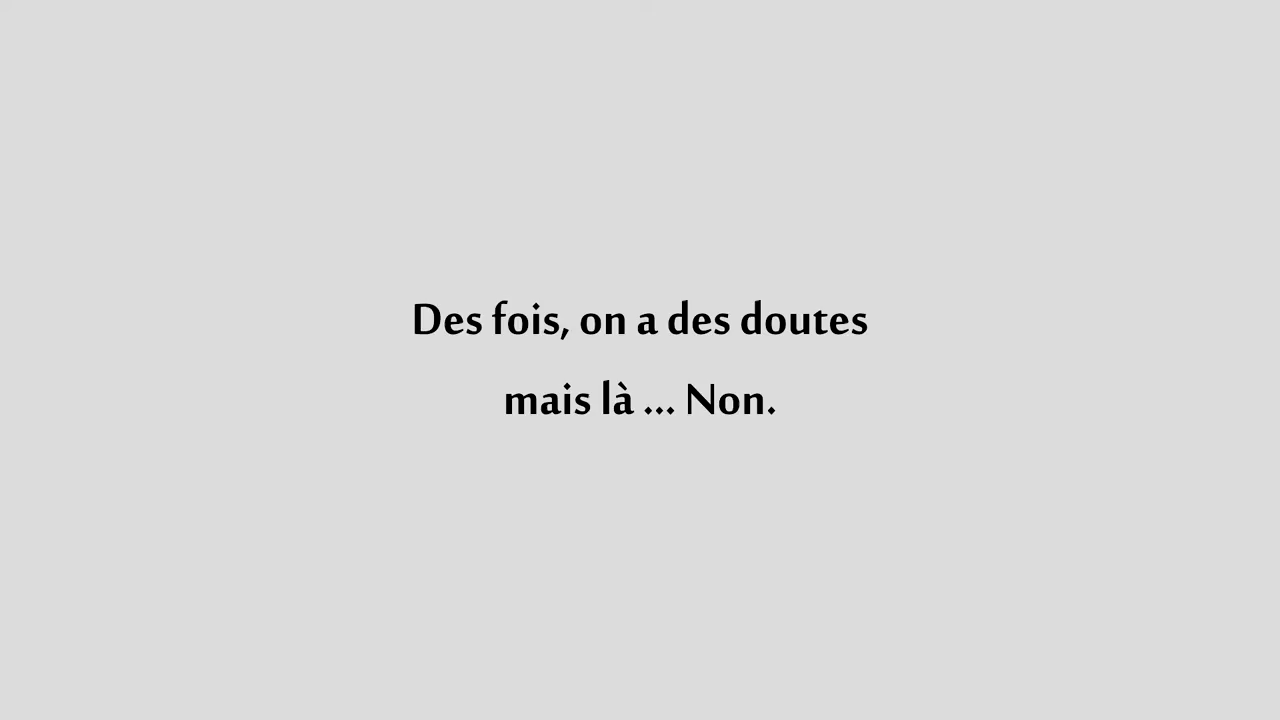 Des fois, on a des doutes
mais là ... Non.